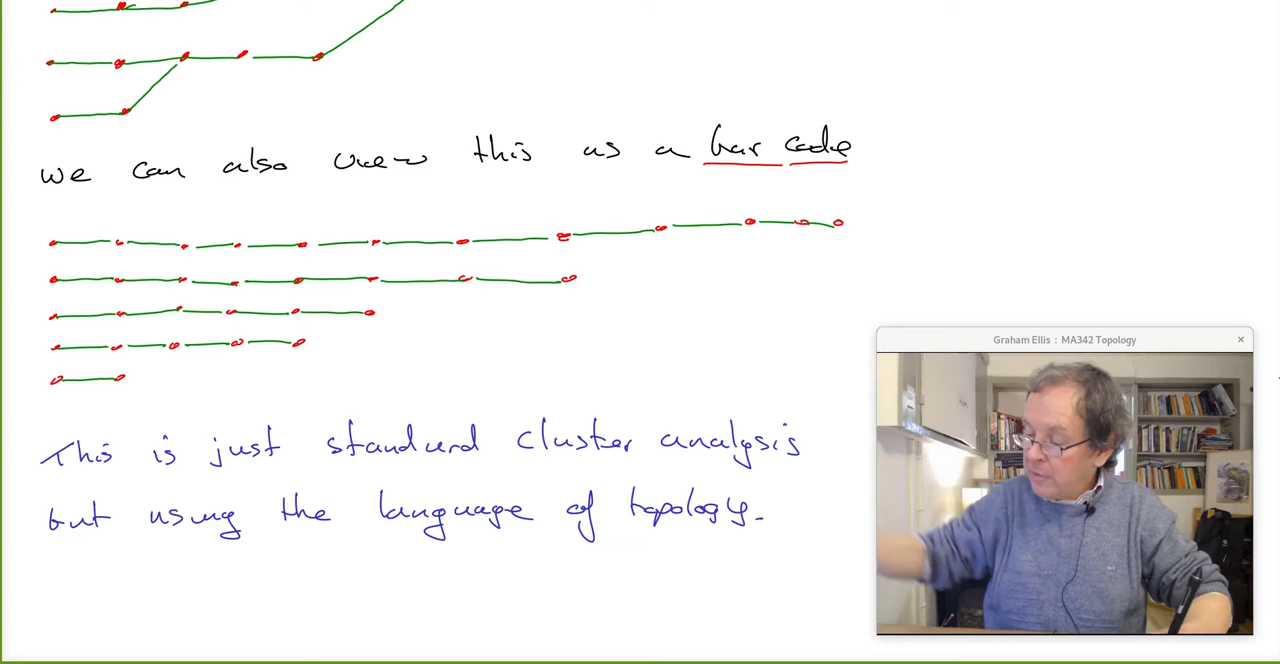 we can also view this as a bar code
Graham Ellis : MA342 Topology
This is just standard cluster analysis
but using the language of topology.